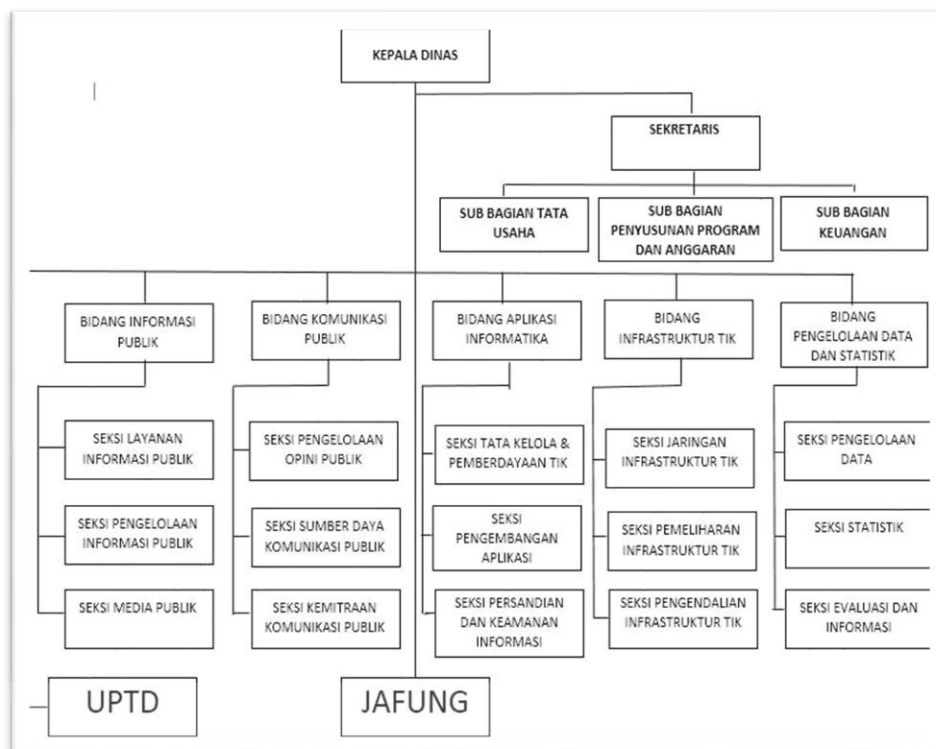 KEPALA DINAS
SEKRETARIS
SUB BAGIAN TATA
USAHA
SUB BAGIAN
PENYUSUNAN PROGRAM
DAN ANGGARAN
SUB BAGIAN
KEUANGAN
BIDANG INFORMASI
PUBLIK
BIDANG KOMUNIKASI
PUBLIK
BIDANG APLIKASI
INFORMATIKA
BIDANG
INFRASTRUKTUR TIK
BIDANG
PENGELOLAAN DATA
DAN STATISTIK
SEKSI LAYANAN
INFORMASI PUBLIK
SEKSI PENGELOLAAN
OPINI PUBLIK
SEKSI TATA KELOLA &
PEMBERDAYAAN TIK
SEKSI JARINGAN
INFRASTRUKTUR TIK
SEKSI PENGELOLAAN
DATA
SEKSI PENGELOLAAN
INFORMASI PUBLIK
SEKSI SUMBER DAYA
KOMUNIKASI PUBLIK
SEKSI
PENGEMBANGAN
APLIKASI
SEKSI PEMELIHARAN
INFRASTRUKTUR TIK
SEKSI STATISTIK
SEKSI MEDIA PUBLIK
SEKSI KEMITRAAN
KOMUNIKASI PUBLIK
SEKSI PERSANDIAN
DAN KEAMANAN
INFORMASI
SEKSI PENGENDALIAN
INFRASTRUKTUR TIK
SEKSI EVALUASI DAN
INFORMASI
UPTD
JAFUNG